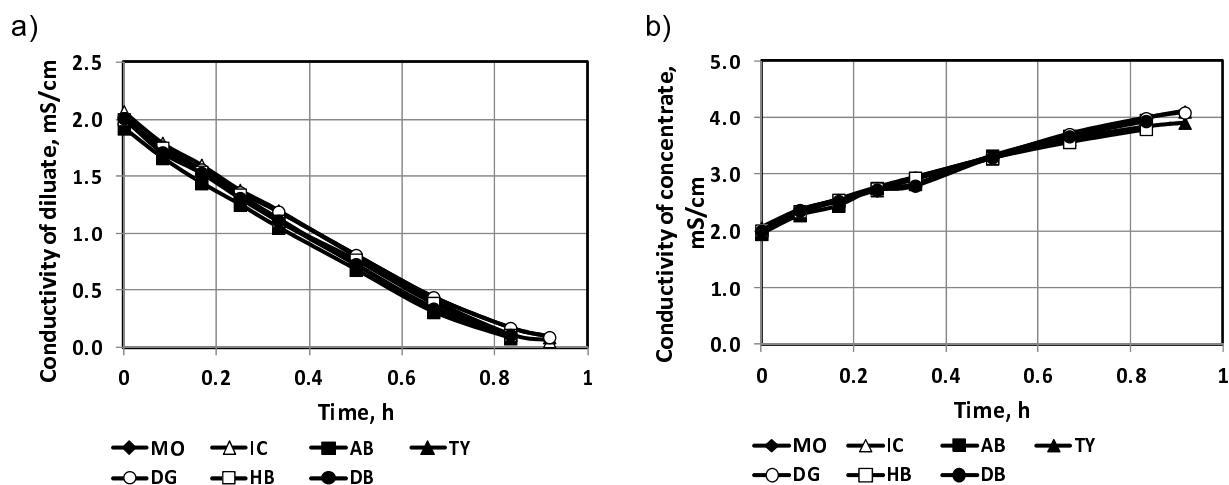 a)
Conductivity of diluate, mS/cm
2.5
2.0
1.5
1.0
0.5
0.0
0 0.2 0.4 0.6 0.8 1
Time, h
MO IC AB TY
DG HB DB
b)
Conductivity of concentrate,
mS/cm
5.0
4.0
3.0
2.0
1.0
0.0
0 0.2 0.4 0.6 0.8 1
Time, h
MO IC AB TY
DG HB DB